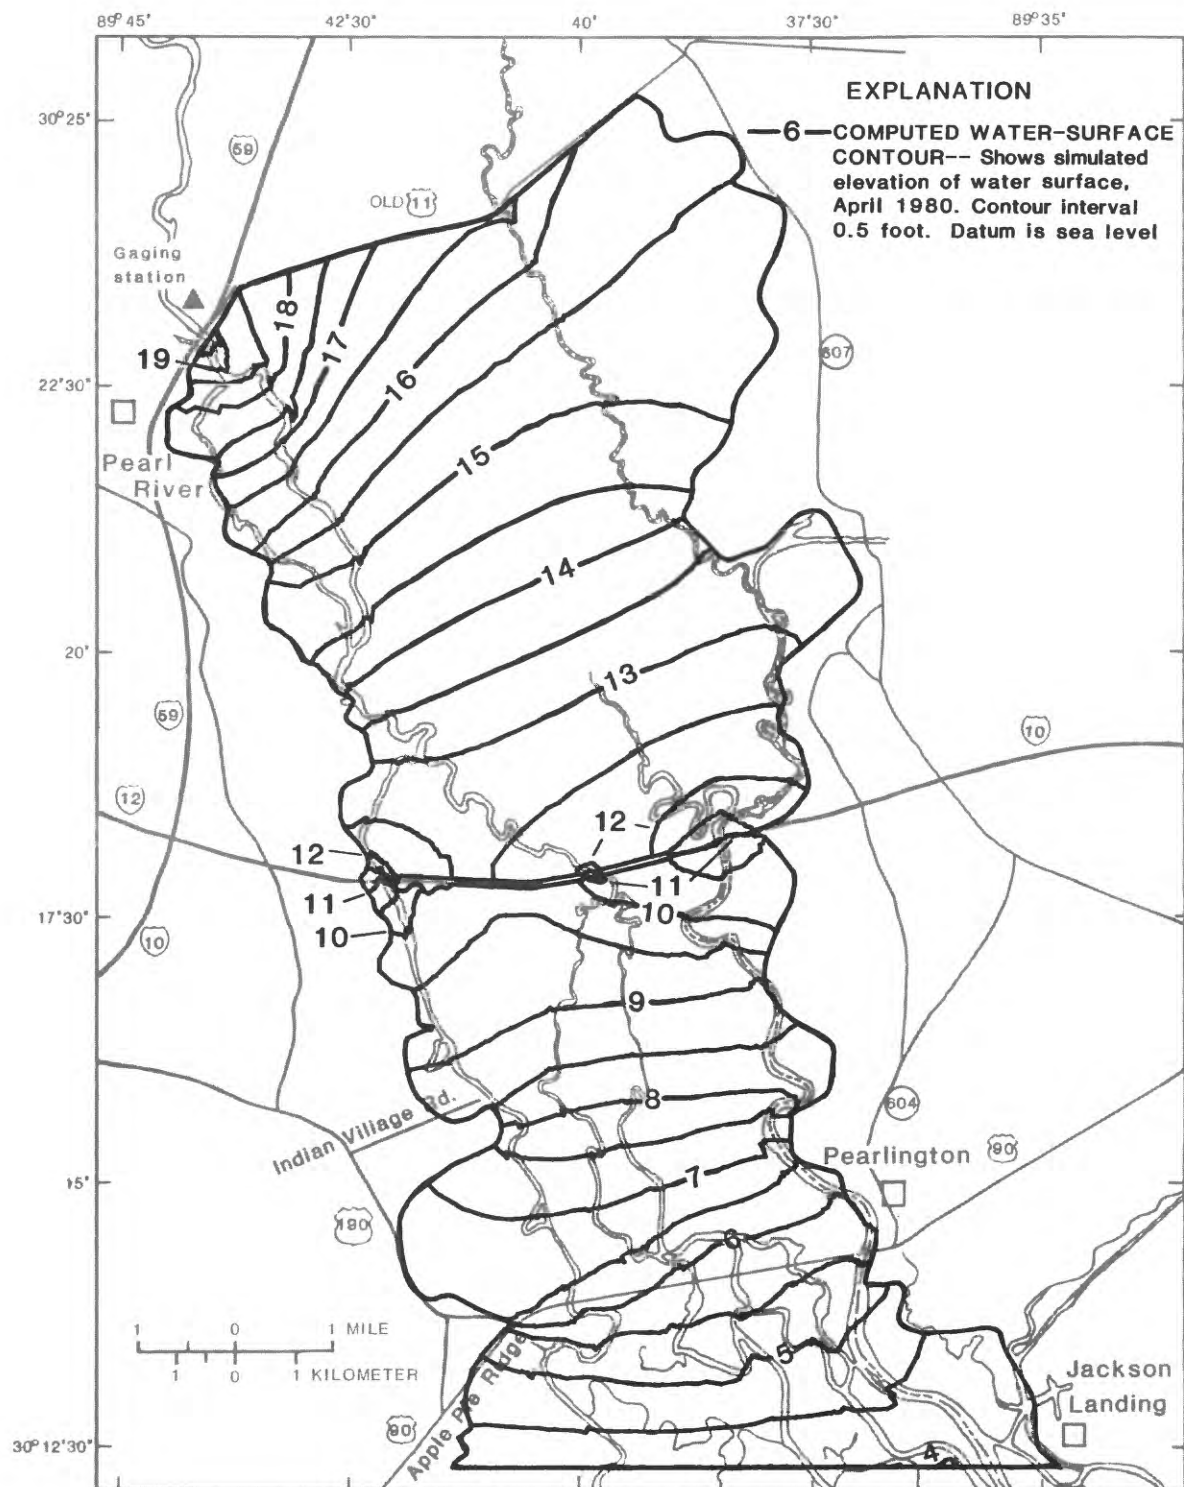 89° 45'
42' 30"
40'
37' 30"
89° 35'
EXPLANATION
30° 25'
6
COMPUTED WATER-SURFACE
CONTOUR-- Shows simulated
elevation of water surface,
April 1980. Contour interval
0.5 foot. Datum is sea level
59
OLD 11
Gaging
station
18
17
19
16
607
22' 30"
15
Pearl
River
14
20'
13
59
10
12
12
12
11
11
10
10
17' 30"
10
9
8
604
Indian Village Rd.
Pearlington
90
7
15'
190
6
1 0 1 MILE
1 0 1 KILOMETER
5
Jackson
Landing
90
Apple Pie Ridge
30° 12' 30"
4